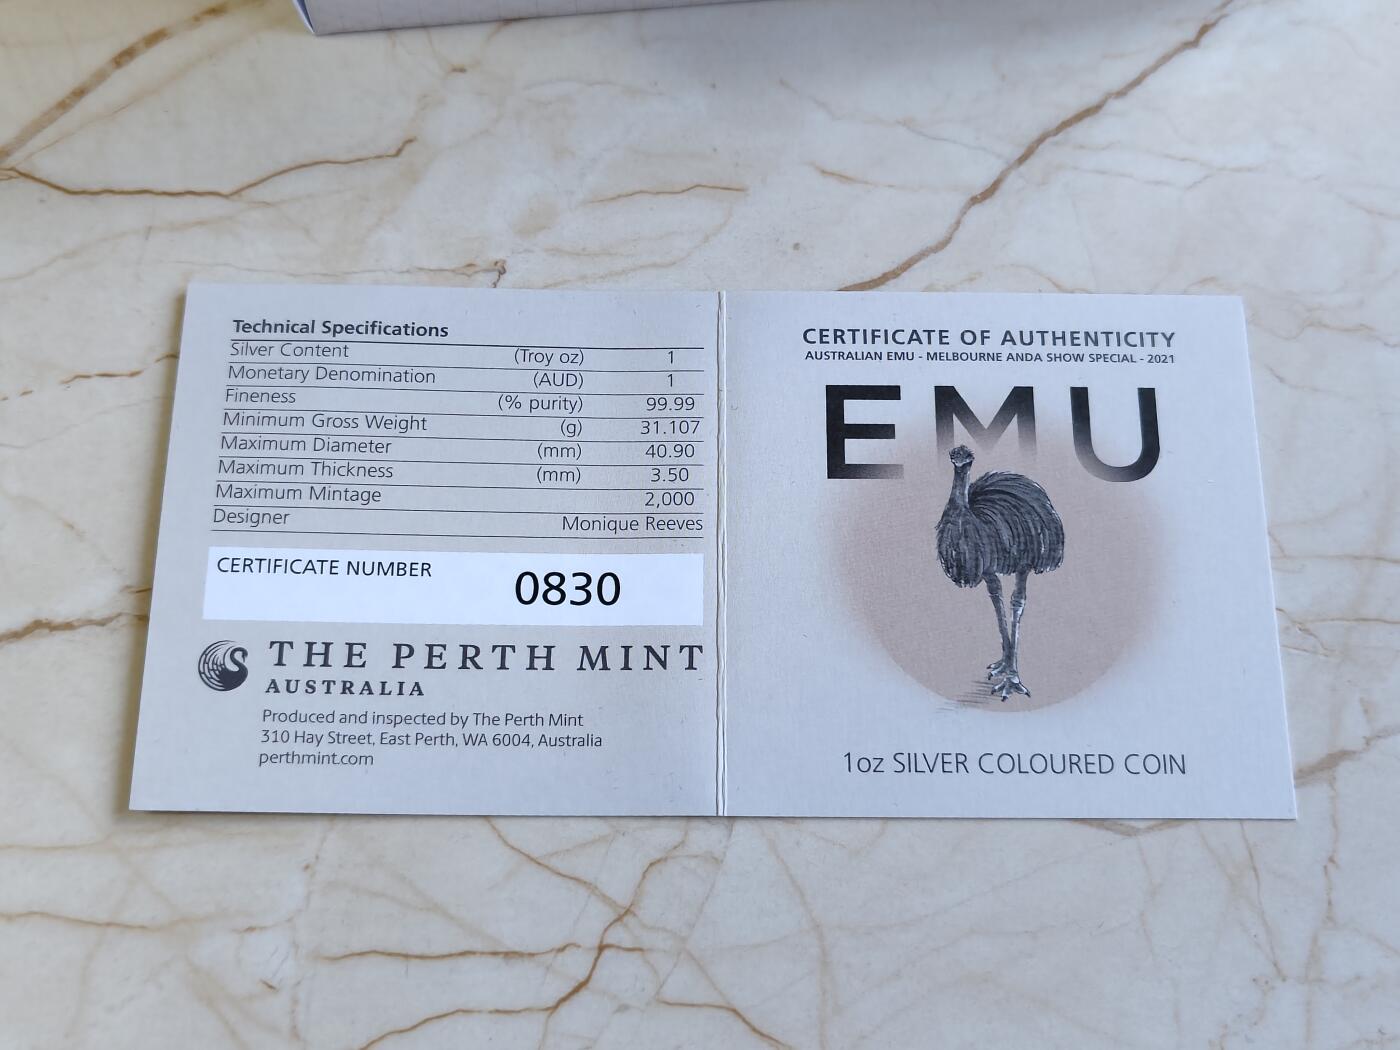 Technical Specifications
Silver Content (Troy oz) 1
Monetary Denomination (AUD) 1
Fineness (% purity) 99.99
Minimum Gross Weight (g) 31.107
Maximum Diameter (mm) 40.90
Maximum Thickness (mm) 3.50
Maximum Mintage 2,000
Designer Monique Reeves
CERTIFICATE NUMBER 0830
THE PERTH MINT
AUSTRALIA
Produced and inspected by The Perth Mint
310 Hay Street, East Perth, WA 6004, Australia
perthmint.com
CERTIFICATE OF AUTHENTICITY
AUSTRALIAN EMU - MELBOURNE ANDA SHOW SPECIAL - 2021
EMU
1oz SILVER COLOURED COIN